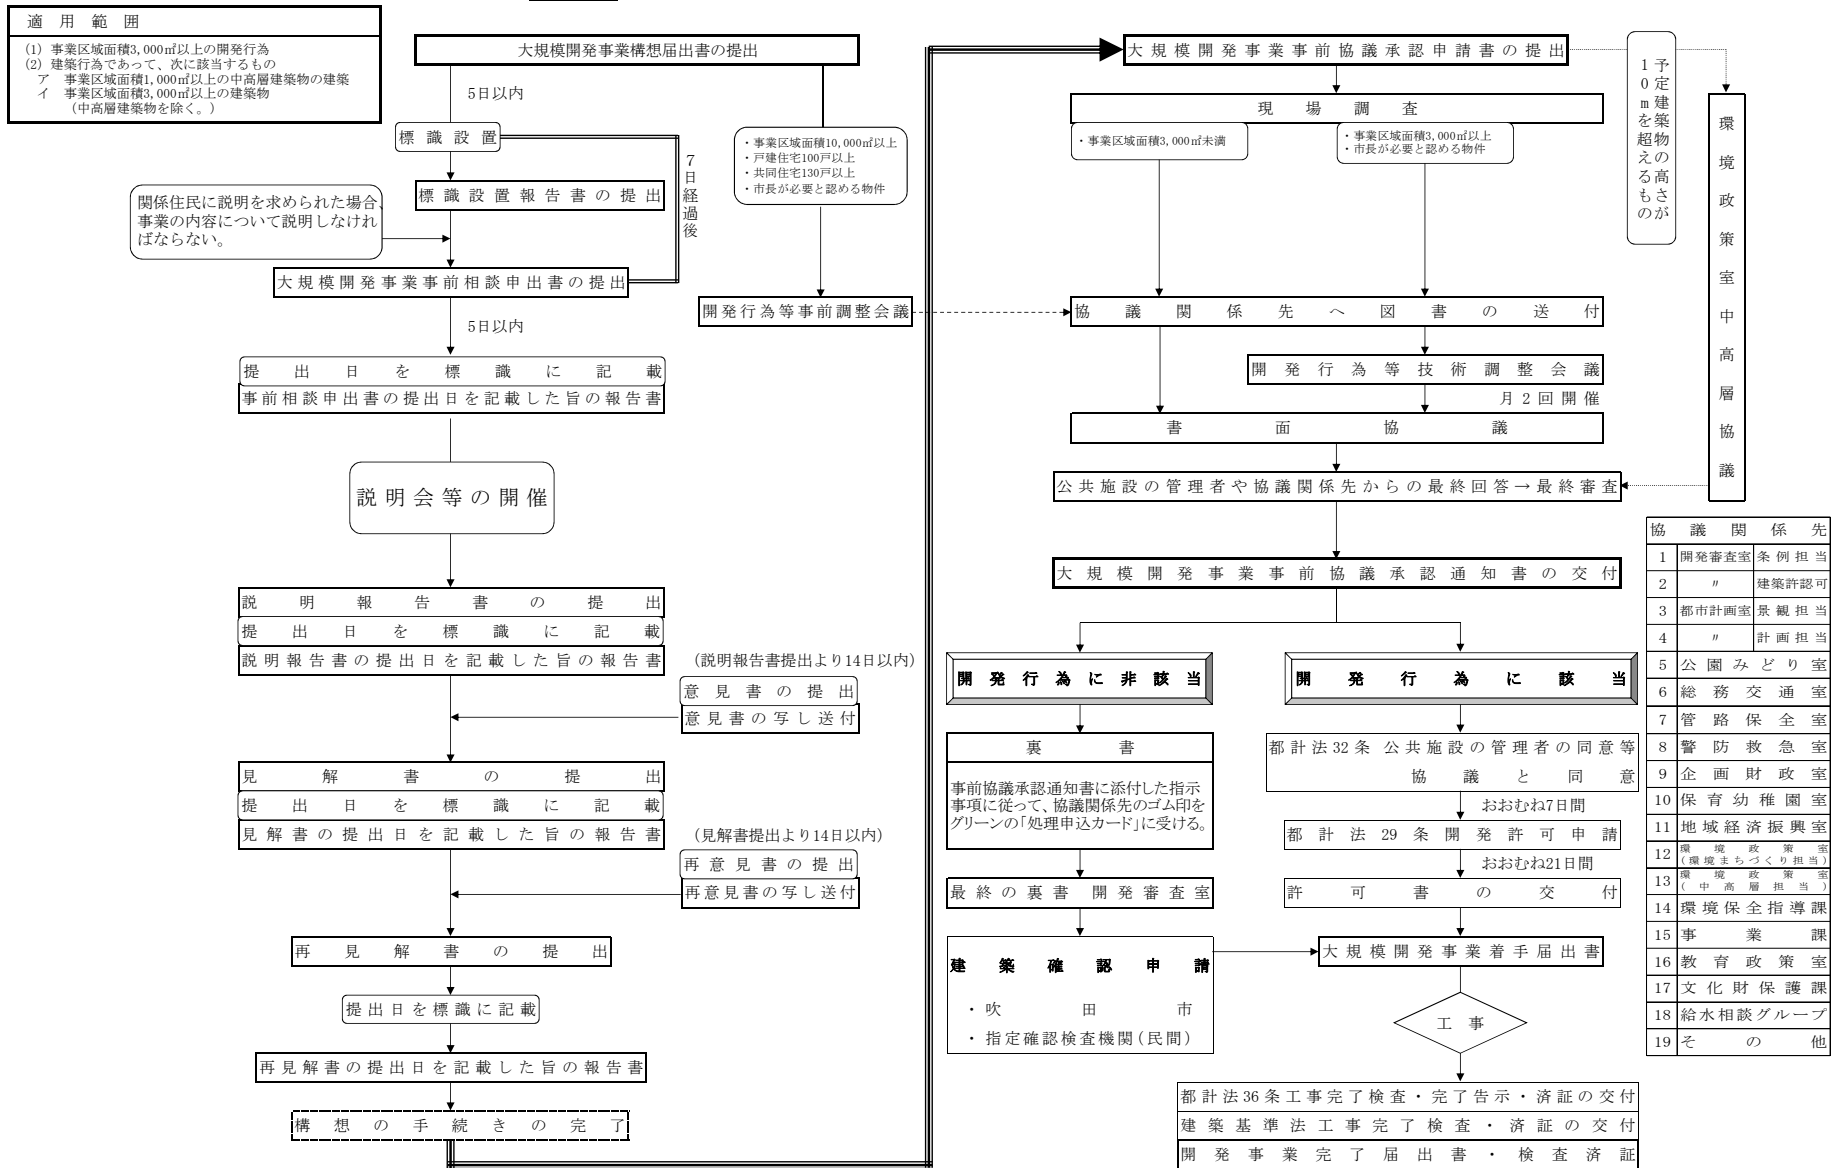 適用範囲
(1) 事業区域面積3,000㎡以上の開発行為
(2) 建築行為であって、次に該当するもの
ア 事業区域面積1,000㎡以上の中高層建築物の建築
イ 事業区域面積3,000㎡以上の建築物
(中高層建築物を除く。)
大規模開発事業構想届出書の提出
5日以内
標識設置
7日経過後
標識設置報告書の提出
関係住民に説明を求められた場合、
事業の内容について説明しなけれ
ばならない。
大規模開発事業事前相談申出書の提出
5日以内
提出日を標識に記載
事前相談申出書の提出日を記載した旨の報告書
説明会等の開催
説明報告書の提出
提出日を標識に記載
説明報告書の提出日を記載した旨の報告書
(説明報告書提出より14日以内)
意見書の提出
意見書の写し送付
見解書の提出
提出日を標識に記載
見解書の提出日を記載した旨の報告書
(見解書提出より14日以内)
再意見書の提出
再意見書の写し送付
再見解書の提出
提出日を標識に記載
再見解書の提出日を記載した旨の報告書
構想の手続きの完了
・事業区域面積10,000㎡以上
・戸建住宅100戸以上
・共同住宅130戸以上
・市長が必要と認める物件
開発行為等事前調整会議
大規模開発事業事前協議承認申請書の提出
現場調査
・事業区域面積3,000㎡未満
・事業区域面積3,000㎡以上
・市長が必要と認める物件
予定建築物の高さが
10mを超えるもの
環境政策室中高層協議
協議関係先へ図書の送付
開発行為等技術調整会議
月2回開催
書面協議
公共施設の管理者や協議関係先からの最終回答→最終審査
大規模開発事業事前協議承認通知書の交付
開発行為に非該当
裏書
事前協議承認通知書に添付した指示
事項に従って、協議関係先のゴム印を
グリーンの「処理申込カード」に受ける。
最終の裏書 開発審査室
建築確認申請
・吹田市
・指定確認検査機関(民間)
開発行為に該当
都計法32条 公共施設の管理者の同意等
協議と同意
おおむね7日間
都計法29条開発許可申請
おおむね21日間
許可書の交付
大規模開発事業着手届出書
工事
都計法36条工事完了検査・完了告示・済証の交付
建築基準法工事完了検査・済証の交付
開発事業完了届出書・検査済証
協議関係先
1 開発審査室 条例担当
2 〃 建築許認可
3 都市計画室 景観担当
4 〃 計画担当
5 公園みどり室
6 総務交通室
7 管路保全室
8 警防救急室
9 企画財政室
10 保育幼稚園室
11 地域経済振興室
12 環境政策室
(環境まちづくり担当)
13 環境政策室
(中高層担当)
14 環境保全指導課
15 事業課
16 教育政策室
17 文化財保護課
18 給水相談グループ
19 その他